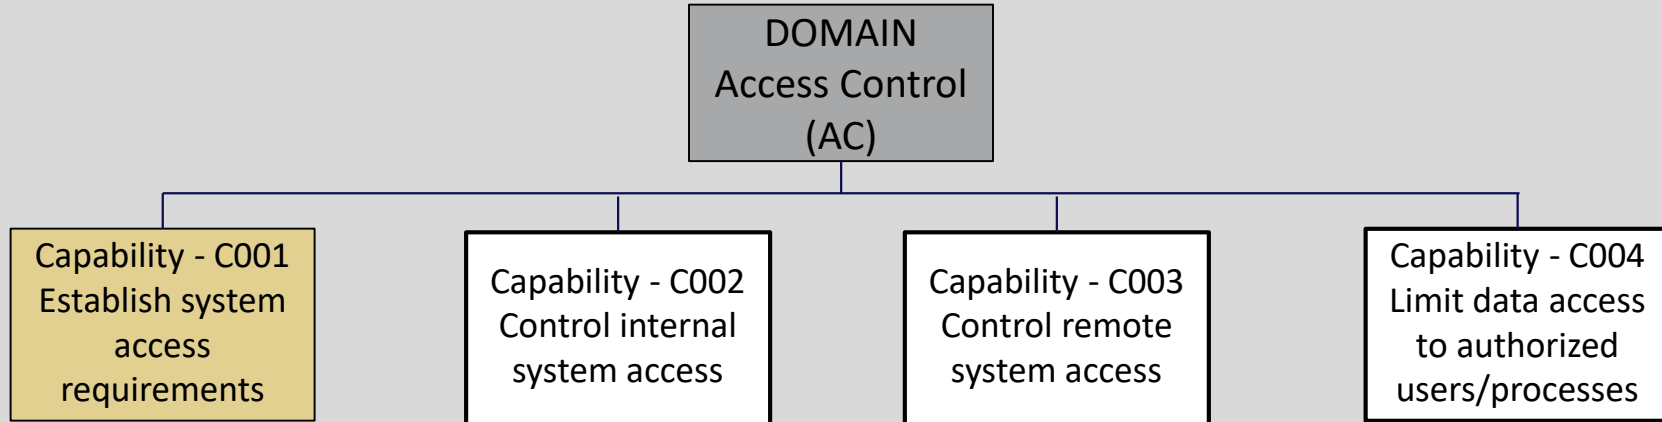 DOMAIN
Access Control
(AC)
Capability - C001
Establish system
access
requirements
Capability - C002
Control internal
system access
Capability - C003
Control remote
system access
Capability - C004
Limit data access
to authorized
users/processes